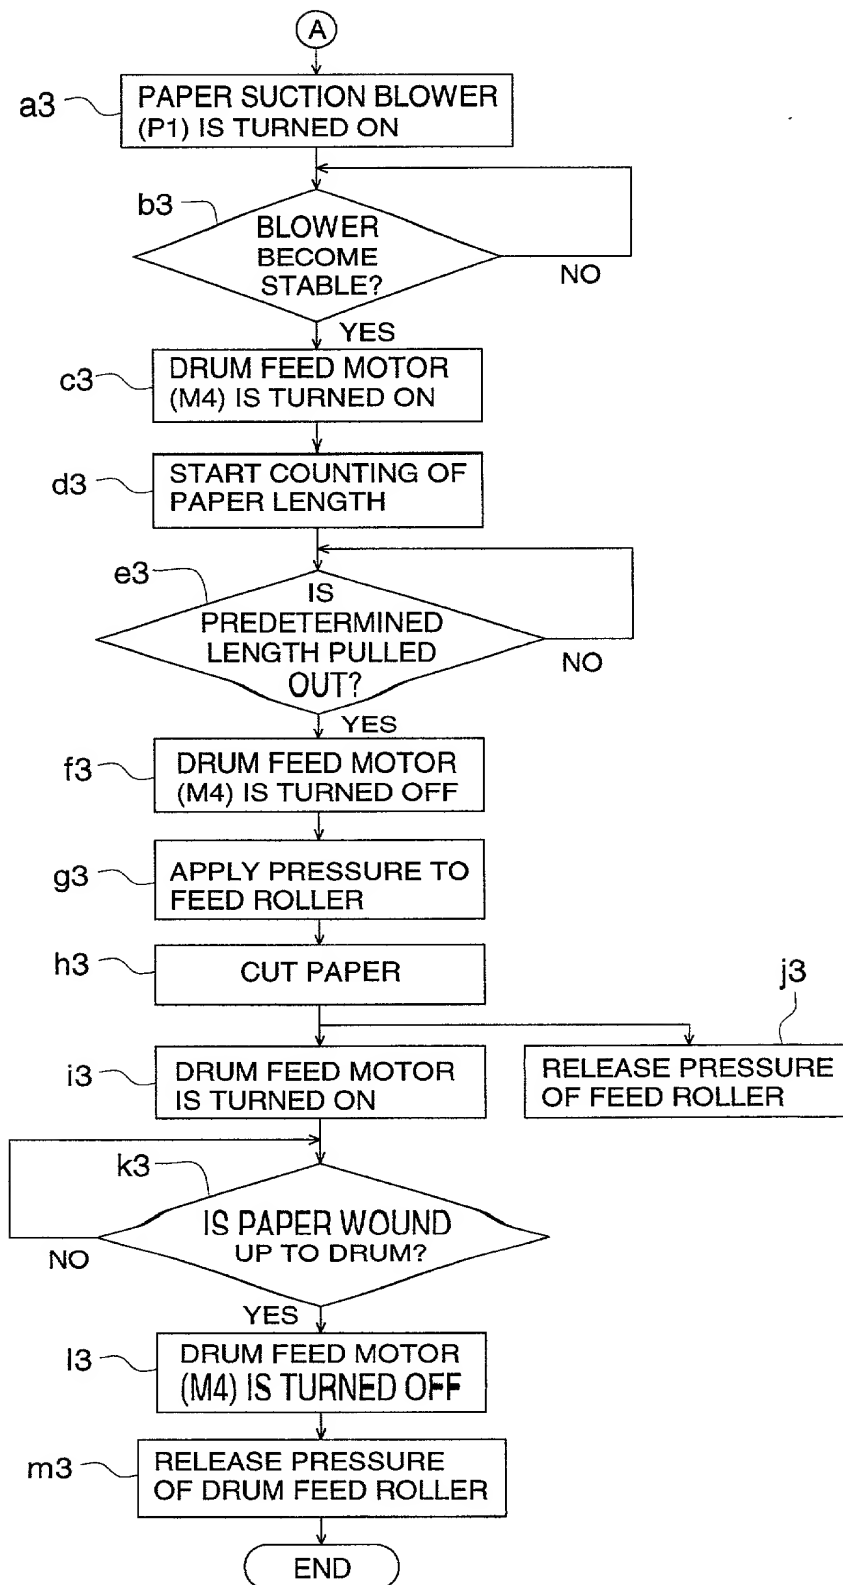 A
a3
PAPER SUCTION BLOWER
(P1) IS TURNED ON
b3
BLOWER
BECOME
STABLE?
NO
YES
c3
DRUM FEED MOTOR
(M4) IS TURNED ON
d3
START COUNTING OF
PAPER LENGTH
e3
IS
PREDETERMINED
LENGTH PULLED
OUT?
NO
YES
f3
DRUM FEED MOTOR
(M4) IS TURNED OFF
g3
APPLY PRESSURE TO
FEED ROLLER
h3
CUT PAPER
j3
i3
DRUM FEED MOTOR
IS TURNED ON
RELEASE PRESSURE
OF FEED ROLLER
k3
IS PAPER WOUND
UP TO DRUM?
NO
YES
l3
DRUM FEED MOTOR
(M4) IS TURNED OFF
m3
RELEASE PRESSURE
OF DRUM FEED ROLLER
END